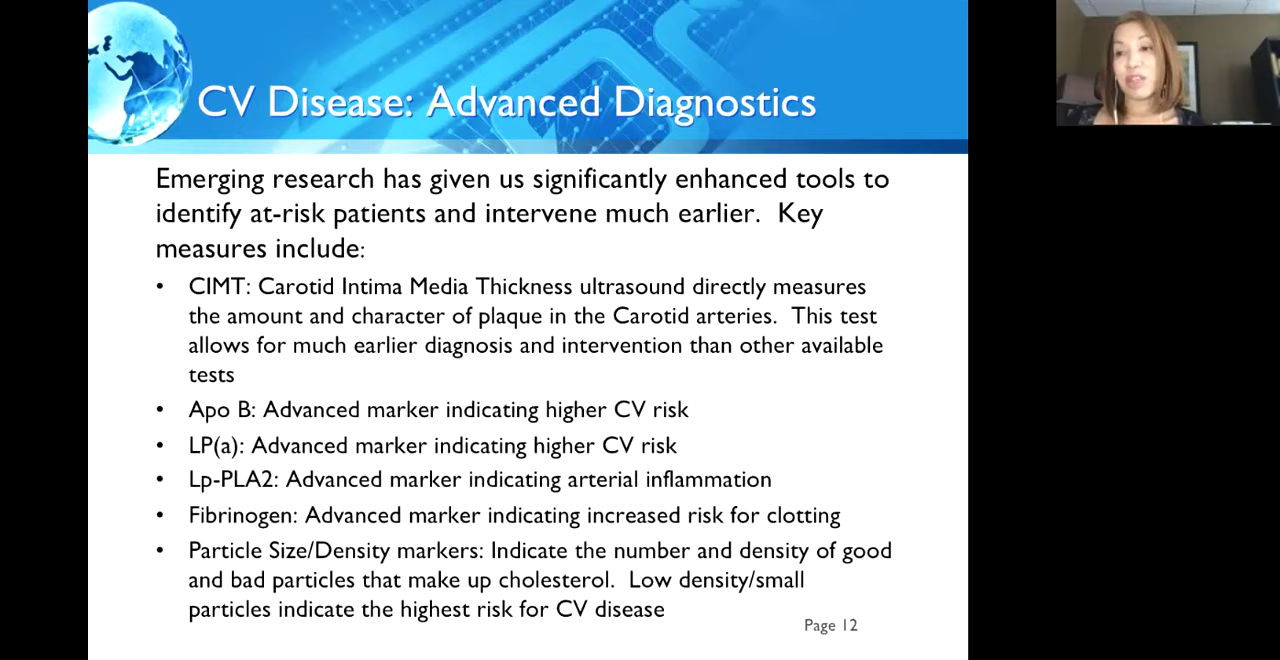 CV Disease: Advanced Diagnostics
Emerging research has given us significantly enhanced tools to
identify at-risk patients and intervene much earlier.  Key
measures include:
• CIMT: Carotid Intima Media Thickness ultrasound directly measures
the amount and character of plaque in the Carotid arteries.  This test
allows for much earlier diagnosis and intervention than other available
tests
• Apo B: Advanced marker indicating higher CV risk
• LP(a): Advanced marker indicating higher CV risk
• Lp-PLA2: Advanced marker indicating arterial inflammation
• Fibrinogen: Advanced marker indicating increased risk for clotting
• Particle Size/Density markers: Indicate the number and density of good
and bad particles that make up cholesterol.  Low density/small
particles indicate the highest risk for CV disease
Page 12